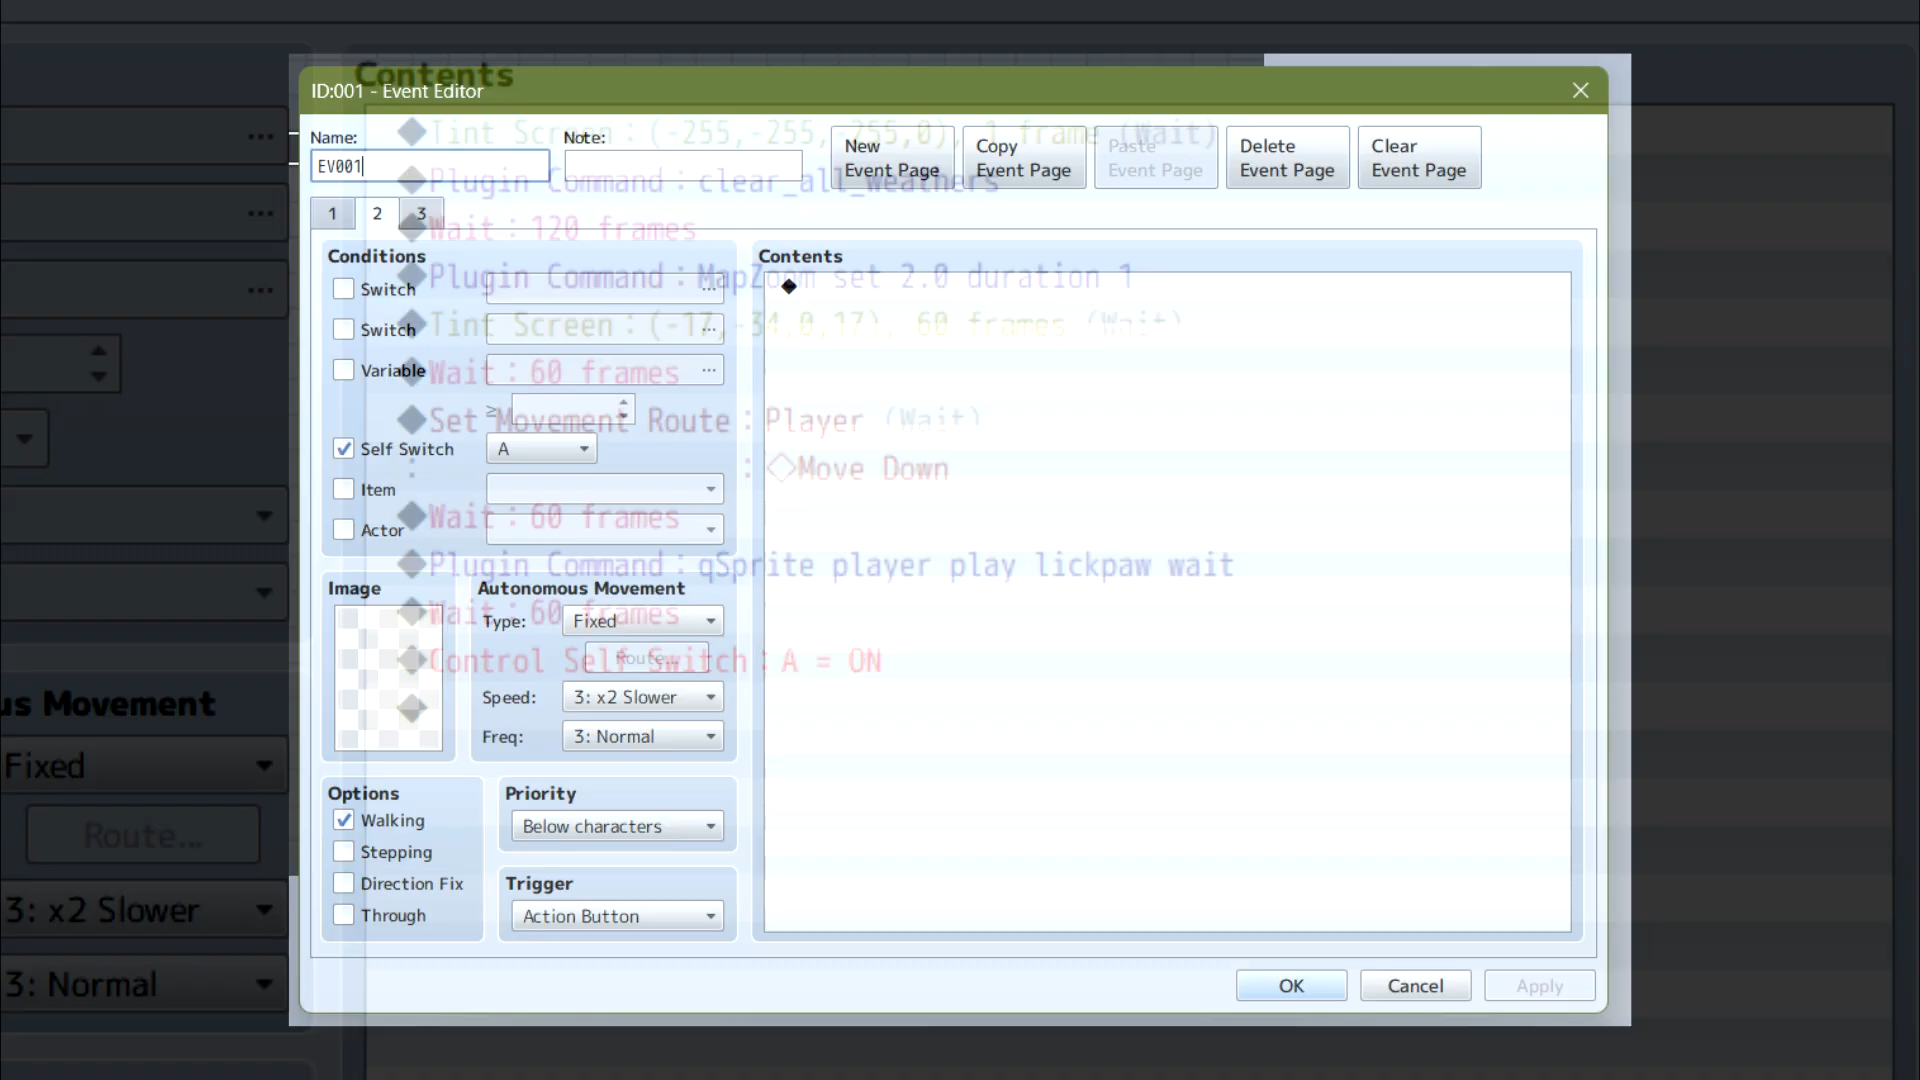 Contents
ID:001 - Event Editor
Name:
Note:
EV001
New
Event Page
Copy
Event Page
Paste
Event Page
Delete
Event Page
Clear
Event Page
1
2
3
◆Tint Screen : (-255,-255,-255,0), 1 frame (Wait)
◆Plugin Command : clear_all_weathers
◆Wait : 120 frames
◆Plugin Command : MapZoom set 2.0 duration 1
◆Tint Screen : (-17,-34,0,17), 60 frames (Wait)
◆Wait : 60 frames
◆Set Movement Route : Player (Wait)
: : ◇Move Down
◆Wait : 60 frames
◆Plugin Command : qSprite player play lickpaw wait
◆Wait : 60 frames
◆Control Self Switch : A = ON
◆
Conditions
Switch ...
Switch ...
Variable ...
≥
Self Switch A
Item
Actor
Contents
◆
Image
Autonomous Movement
Type: Fixed
Route...
Speed: 3: x2 Slower
Freq: 3: Normal
Options
Walking
Stepping
Direction Fix
Through
Priority
Below characters
Trigger
Action Button
OK
Cancel
Apply
...
...
...
us Movement
Fixed
Route...
3: x2 Slower
3: Normal